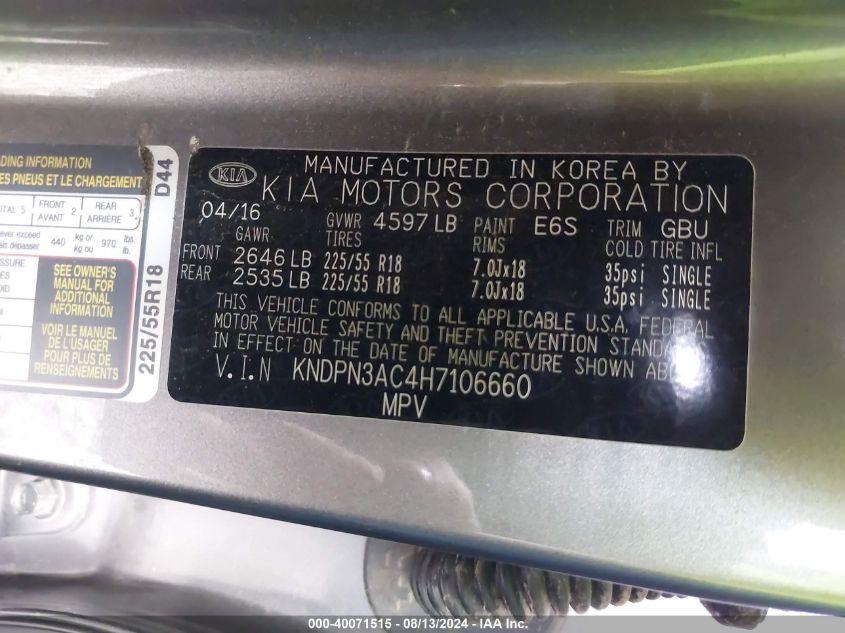 DING INFORMATION
ES PNEUS ET LE CHARGEMENT
TOTAL 5 FRONT AVANT 2 REAR ARRIÈRE 3
never exceed 440 kg or kg ou 970 lbs. lb.
dépasser
SEE OWNER'S
MANUAL FOR
ADDITIONAL
INFORMATION
VOIR LE MANUEL
DE L'USAGER
POUR PLUS DE
RENSEIGNEMENTS
225/55R18 D44
KIA
MANUFACTURED IN KOREA BY
KIA MOTORS CORPORATION
04/16 GVWR 4597 LB PAINT E6S TRIM GBU
GAWR TIRES RIMS COLD TIRE INFL
FRONT 2646 LB 225/55 R18 7.0Jx18 35psi SINGLE
REAR 2535 LB 225/55 R18 7.0Jx18 35psi SINGLE
THIS VEHICLE CONFORMS TO ALL APPLICABLE U.S.A. FEDERAL
MOTOR VEHICLE SAFETY AND THEFT PREVENTION STANDA
IN EFFECT ON THE DATE OF MANUFACTURE SHOWN AB
V.I.N KNDPN3AC4H7106660
MPV
000-40071515 - 08/13/2024 - IAA Inc.